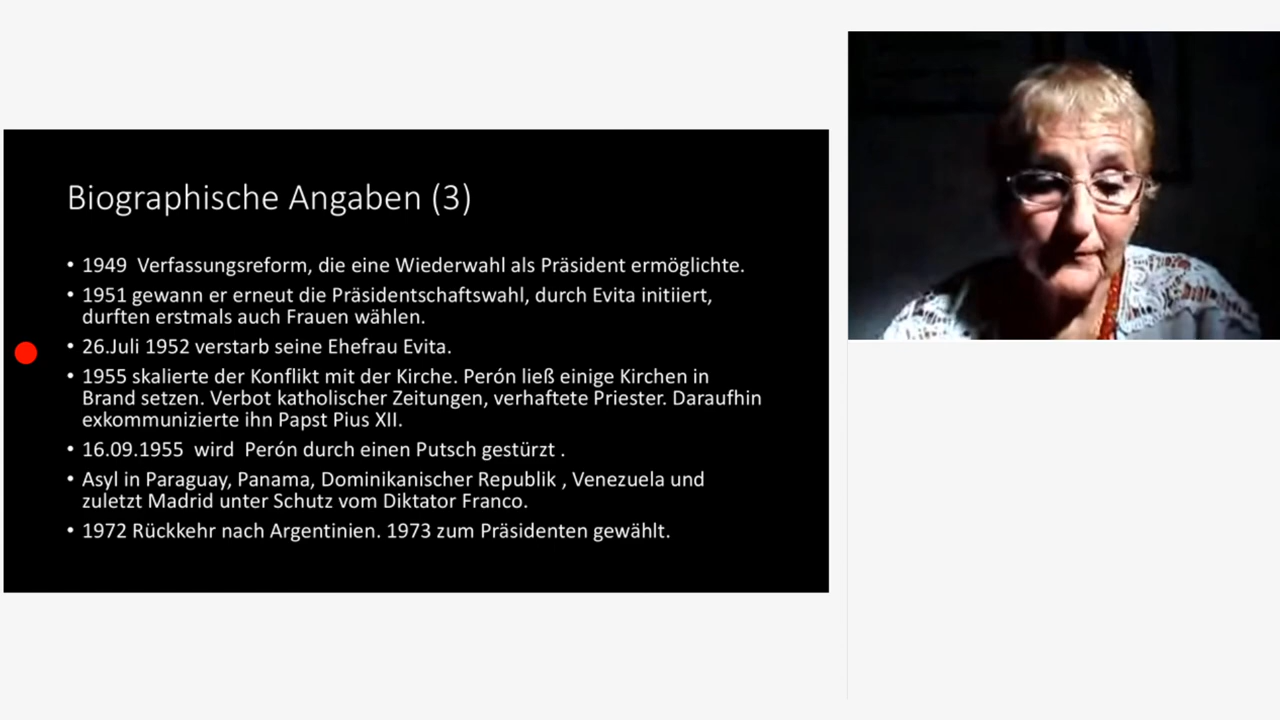 Biographische Angaben (3)
• 1949  Verfassungsreform, die eine Wiederwahl als Präsident ermöglichte.
• 1951 gewann er erneut die Präsidentschaftswahl, durch Evita initiiert,
durften erstmals auch Frauen wählen.
• 26.Juli 1952 verstarb seine Ehefrau Evita.
• 1955 skalierte der Konflikt mit der Kirche. Perón ließ einige Kirchen in
Brand setzen. Verbot katholischer Zeitungen, verhaftete Priester. Daraufhin
exkommunizierte ihn Papst Pius XII.
• 16.09.1955  wird  Perón durch einen Putsch gestürzt .
• Asyl in Paraguay, Panama, Dominikanischer Republik , Venezuela und
zuletzt Madrid unter Schutz vom Diktator Franco.
• 1972 Rückkehr nach Argentinien. 1973 zum Präsidenten gewählt.